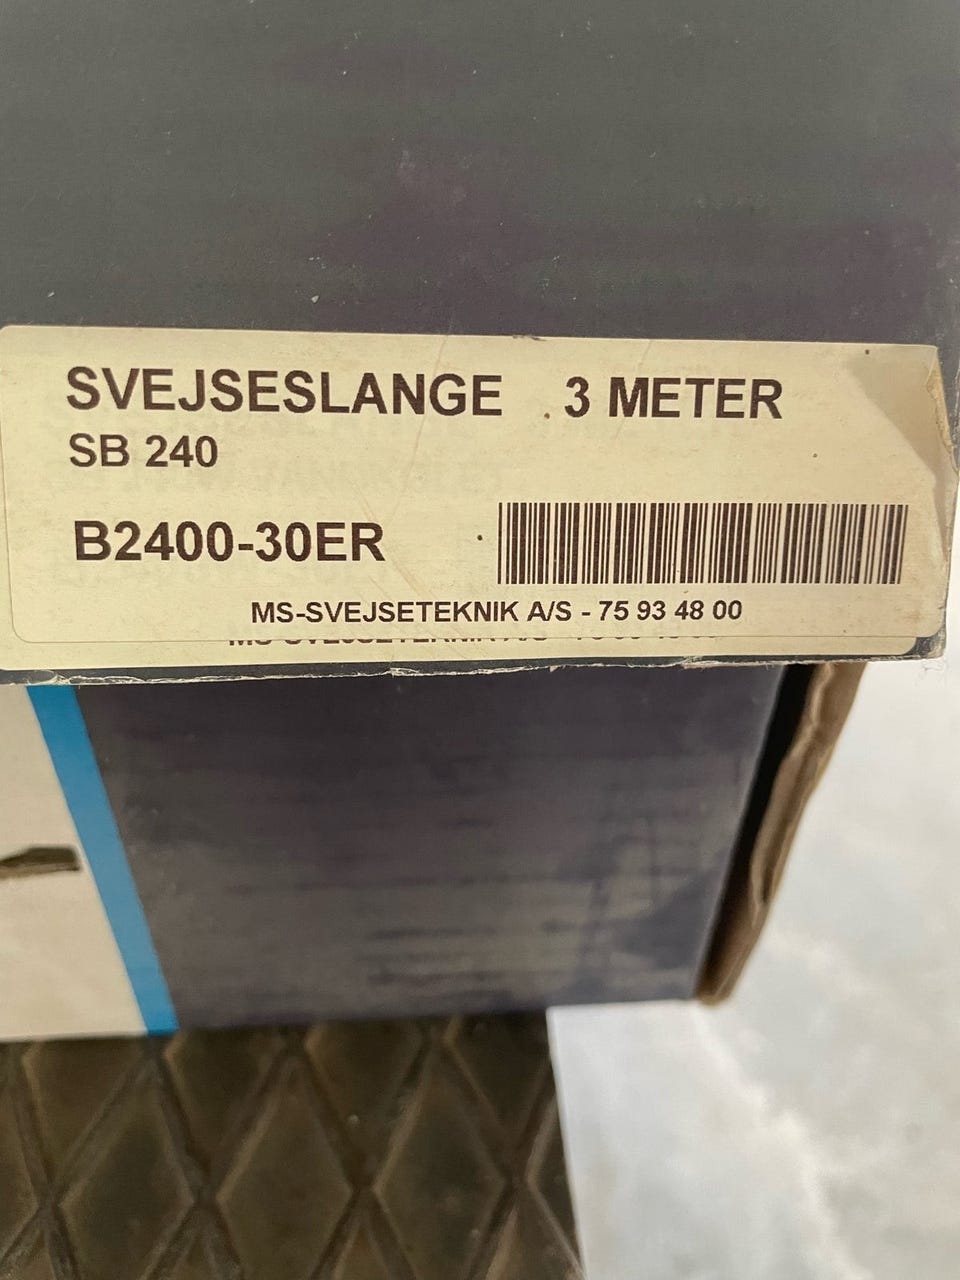 SVEJSESLANGE . 3 METER
SB 240
B2400-30ER
MS-SVEJSETEKNIK A/S - 75 93 48 00